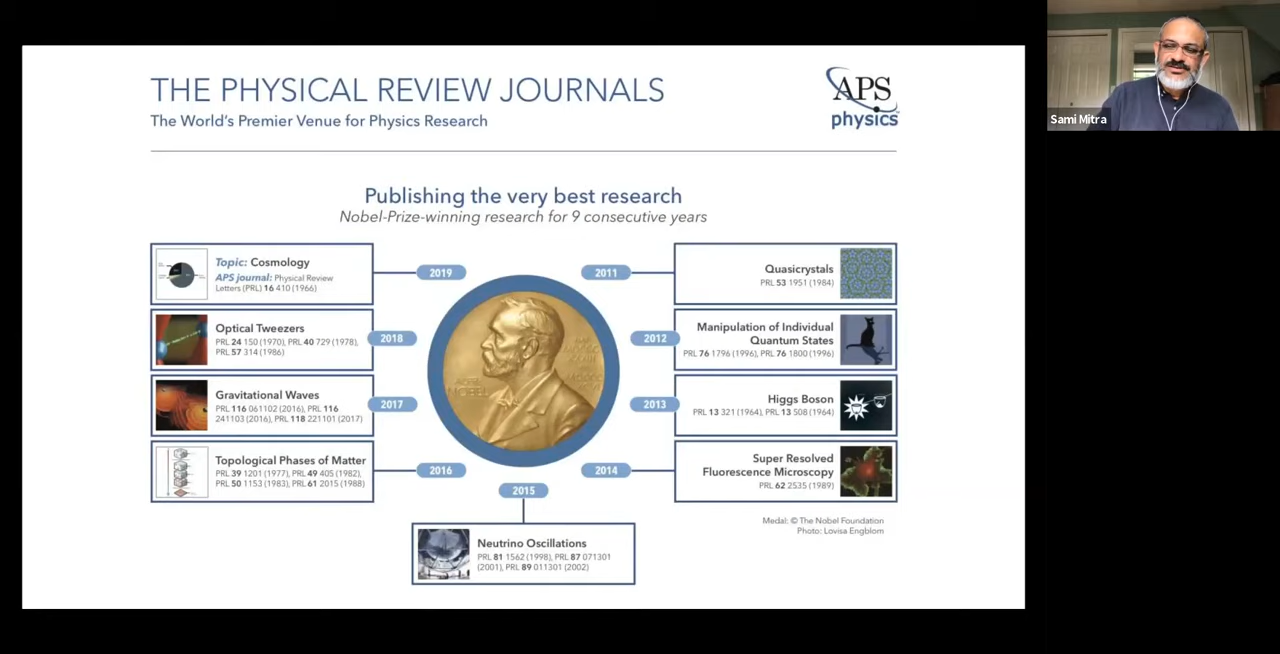 THE PHYSICAL REVIEW JOURNALS
The World's Premier Venue for Physics Research
APS
physics
Sami Mitra
Publishing the very best research
Nobel-Prize-winning research for 9 consecutive years
Topic: Cosmology
APS journal: Physical Review
Letters (PRL) 16 410 (1966)
2019
Optical Tweezers
PRL 24 150 (1970), PRL 40 729 (1978),
PRL 57 314 (1986)
2018
Gravitational Waves
PRL 116 061102 (2016), PRL 116
241103 (2016), PRL 118 221101 (2017)
2017
Topological Phases of Matter
PRL 39 1201 (1977), PRL 49 405 (1982),
PRL 50 1153 (1983), PRL 61 2015 (1988)
2016
2015
Neutrino Oscillations
PRL 81 1562 (1998), PRL 87 071301
(2001), PRL 89 011301 (2002)
2011
Quasicrystals
PRL 53 1951 (1984)
2012
Manipulation of Individual
Quantum States
PRL 76 1796 (1996), PRL 76 1800 (1996)
2013
Higgs Boson
PRL 13 321 (1964), PRL 13 508 (1964)
2014
Super Resolved
Fluorescence Microscopy
PRL 62 2535 (1989)
Medal: © The Nobel Foundation
Photo: Lovisa Engblom